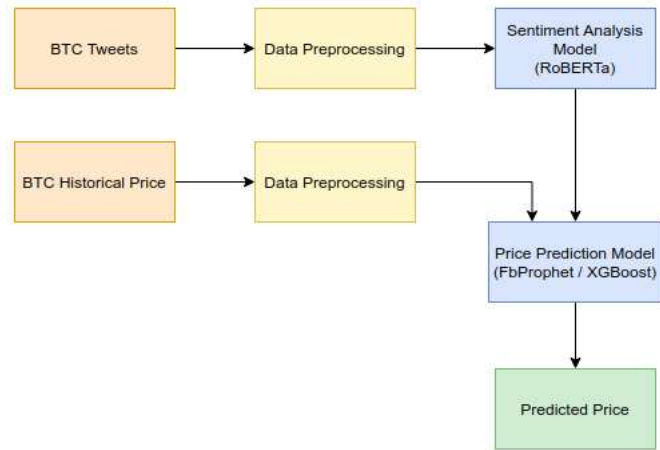 BTC Tweets
Data Preprocessing
Sentiment Analysis
Model
(RoBERTa)
BTC Historical Price
Data Preprocessing
Price Prediction Model
(FbProphet / XGBoost)
Predicted Price